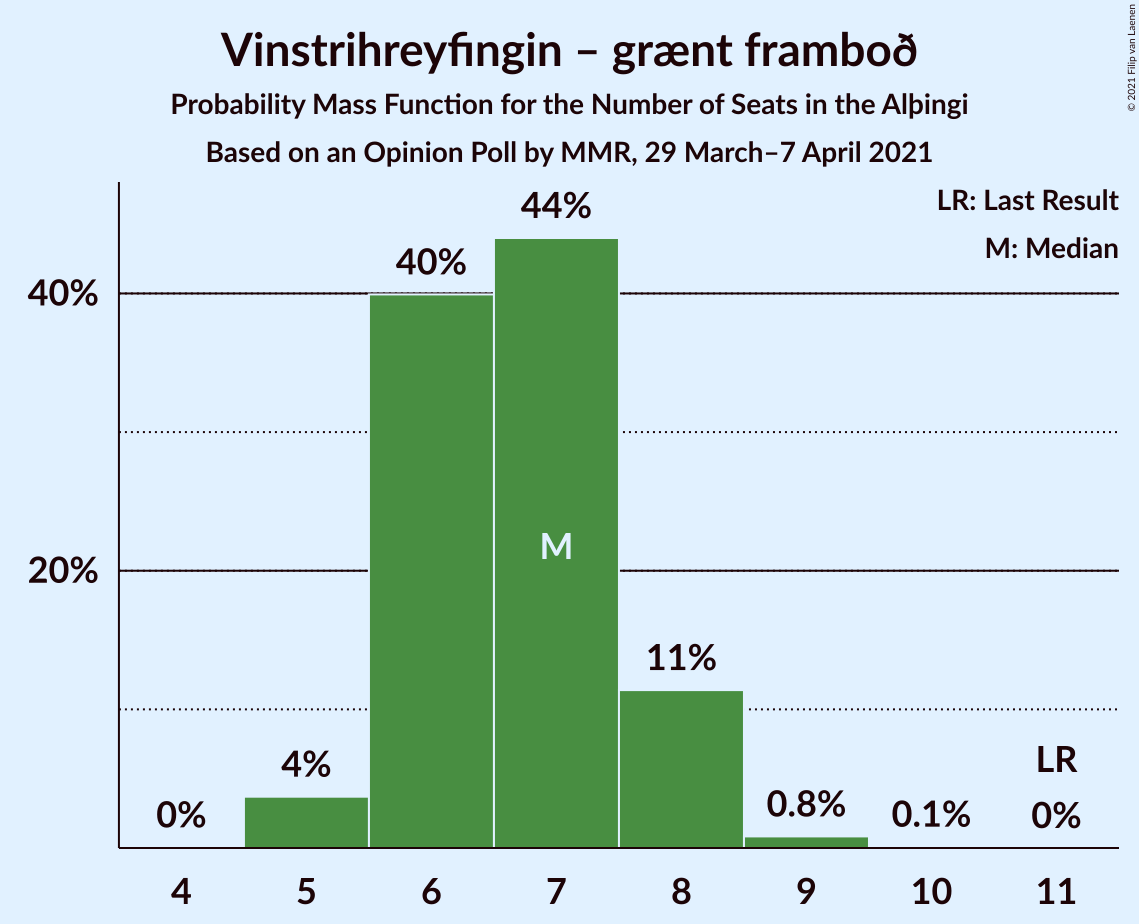 Vinstrihreyfingin – grænt framboð
Probability Mass Function for the Number of Seats in the Alþingi
Based on an Opinion Poll by MMR, 29 March–7 April 2021
© 2021 Filip van Laenen
LR: Last Result
M: Median
44%
40%
40%
M
20%
11%
4%
LR
0%
0.8%
0.1%
0%
4 5 6 7 8 9 10 11